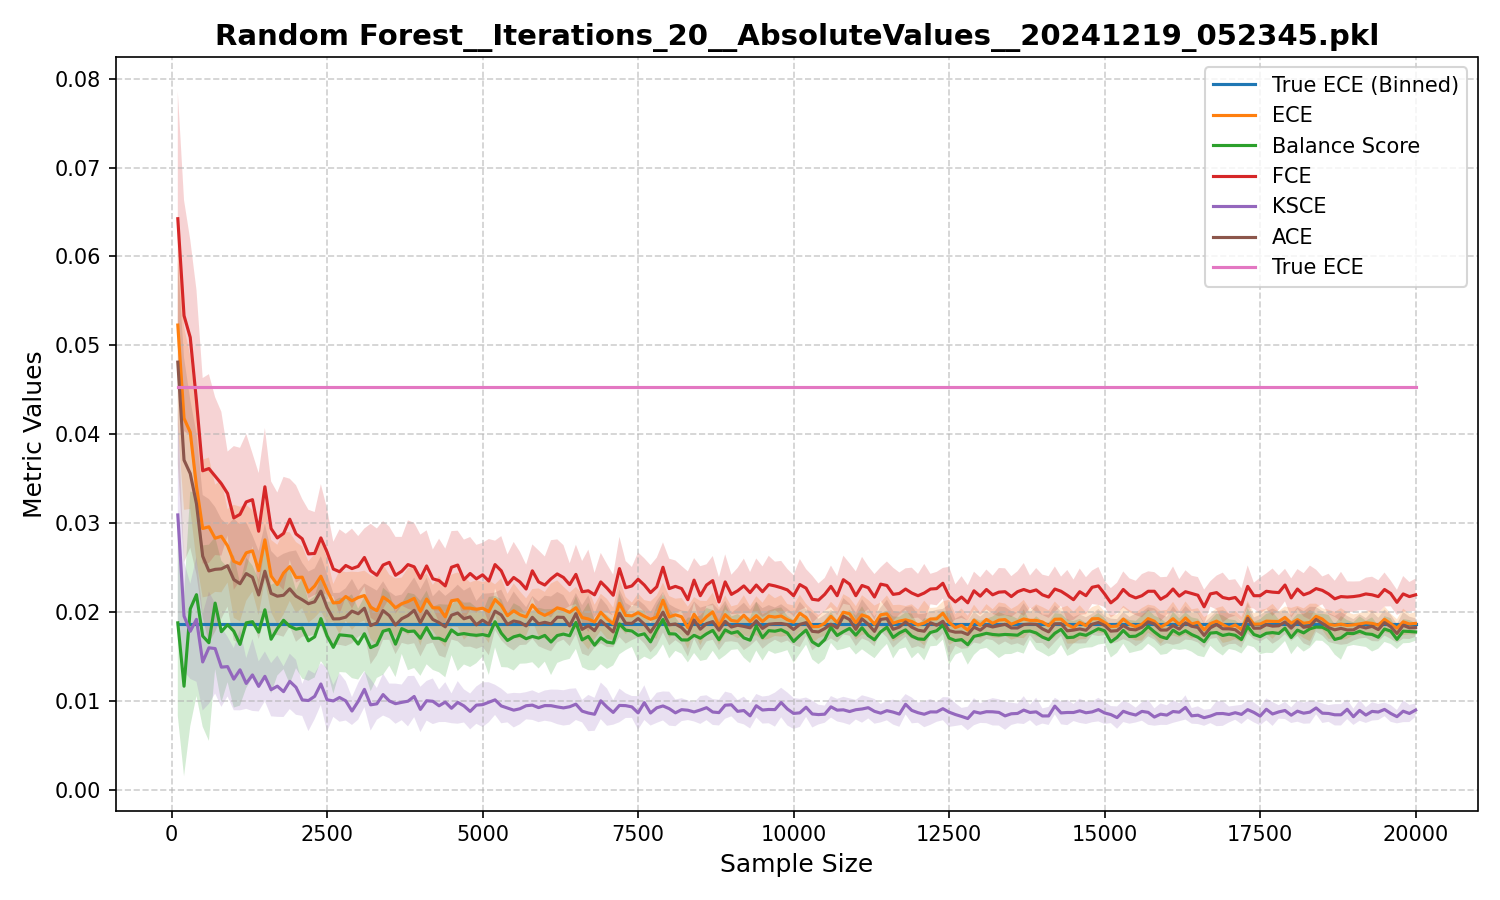 Random Forest__Iterations_20__AbsoluteValues__20241219_052345.pkl
True ECE (Binned)
ECE
Balance Score
FCE
KSCE
ACE
True ECE
Metric Values
0.08
0.07
0.06
0.05
0.04
0.03
0.02
0.01
0.00
0 2500 5000 7500 10000 12500 15000 17500 20000
Sample Size